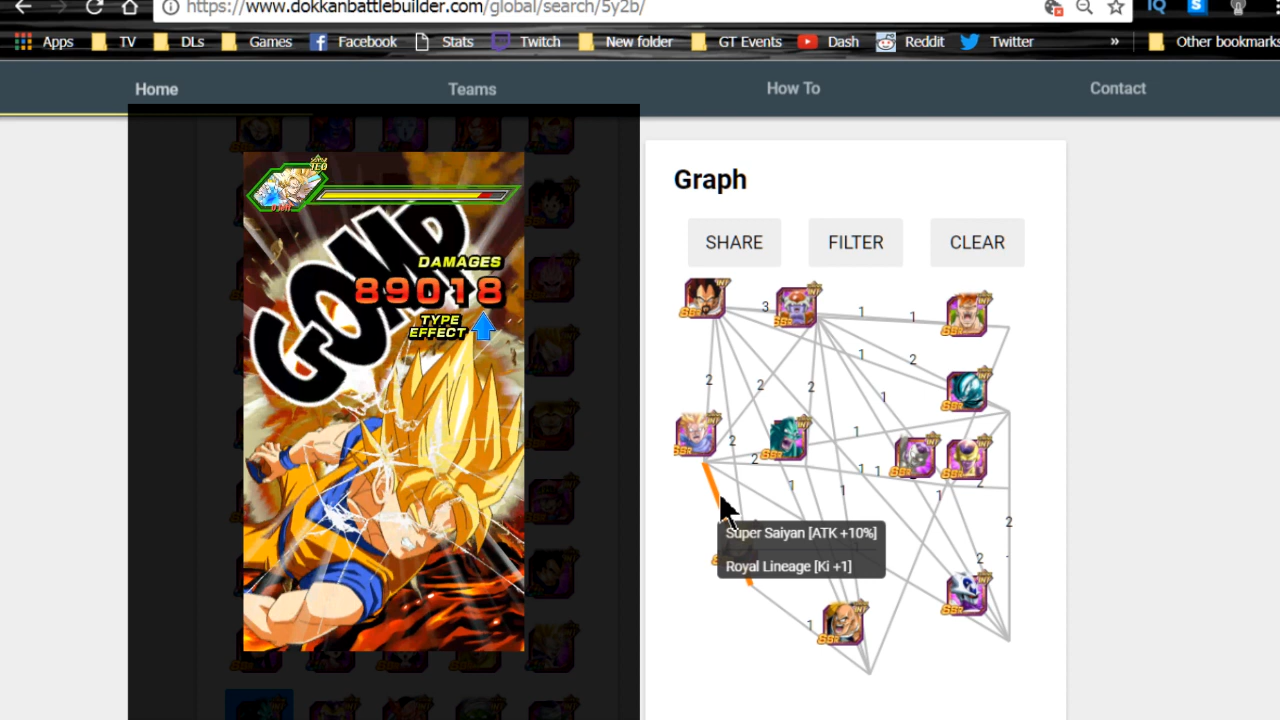 https://www.dokkanbattlebuilder.com/global/search/5y2b/
Apps TV DLs Games Facebook Stats Twitch New folder GT Events Dash Reddit Twitter » Other bookmarks
Home Teams How To Contact
GOMP
DAMAGES
89018
TYPE
EFFECT
Graph
SHARE FILTER CLEAR
3 1 1
1 2
2 2 2 1
2 2 1
1 1 1 1 2
2
2
Super Saiyan [ATK +10%]
Royal Lineage [Ki +1]
1